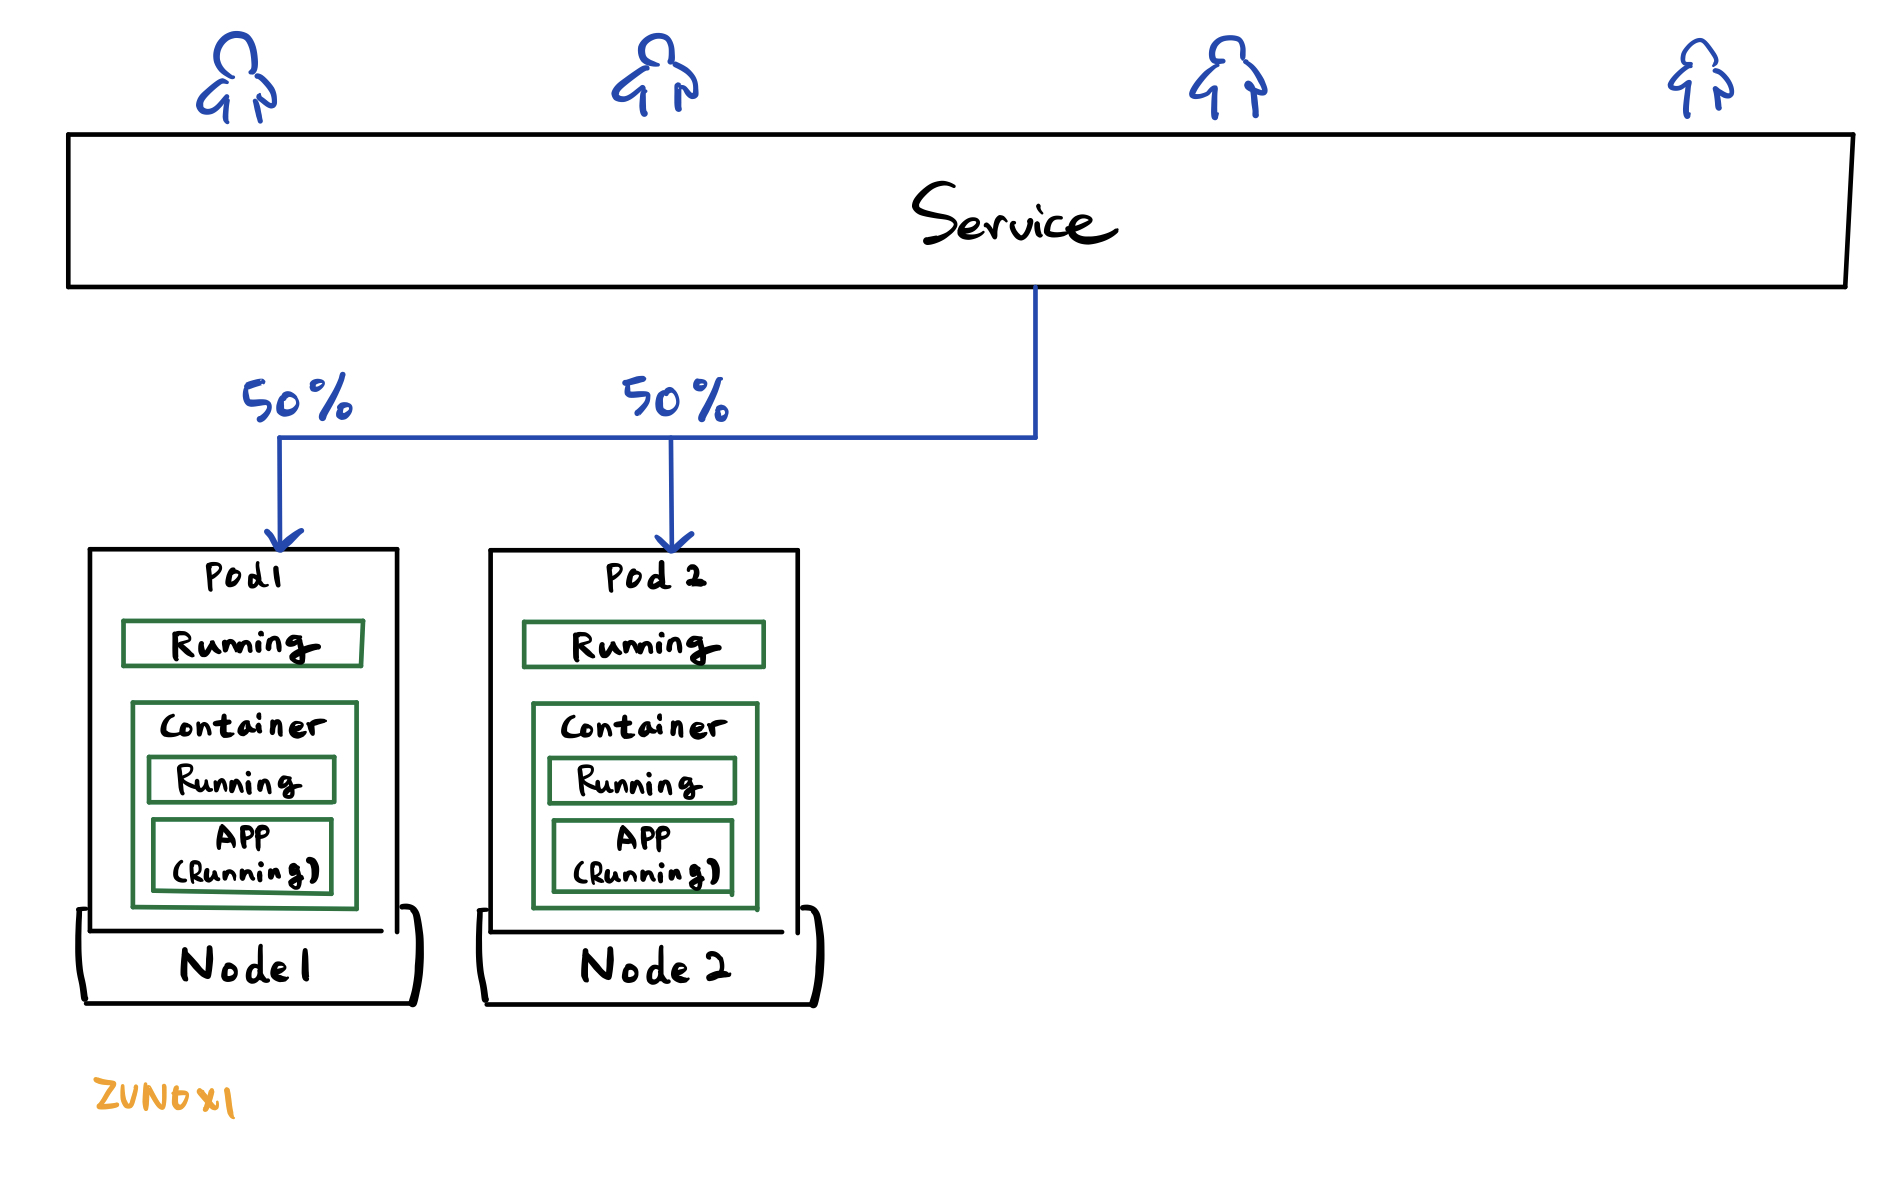 Service
50%
50%
Pod1
Running
Container
Running
APP
(Running)
Node1
Pod 2
Running
Container
Running
APP
(Running)
Node 2
ZUNOX1